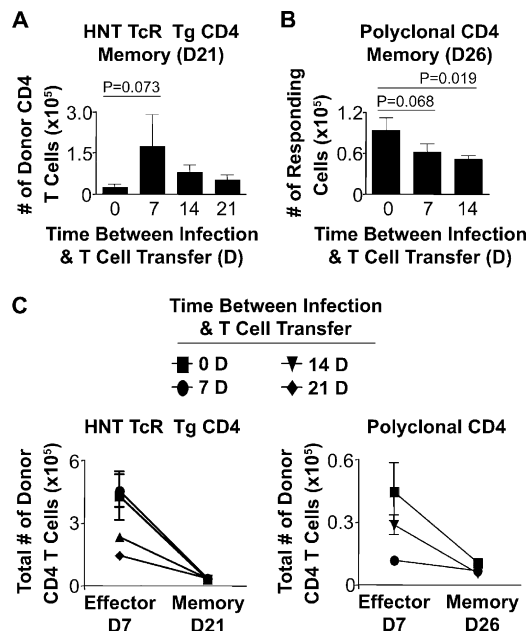 A
HNT TcR Tg CD4
Memory (D21)
P=0.073
# of Donor CD4
T Cells (x10⁵)
3.0
1.5
0
0 7 14 21
Time Between Infection
& T Cell Transfer (D)
B
Polyclonal CD4
Memory (D26)
P=0.019
P=0.068
# of Responding
Cells (x10⁵)
1.2
0.6
0
0 7 14
Time Between Infection
& T Cell Transfer (D)
C
Time Between Infection
& T Cell Transfer
0 D
14 D
7 D
21 D
HNT TcR Tg CD4
Total # of Donor
CD4 T Cells (x10⁵)
6
3
0
Effector Memory
D7 D21
Polyclonal CD4
Total # of Donor
CD4 T Cells (x10⁵)
0.6
0.3
0
Effector Memory
D7 D26